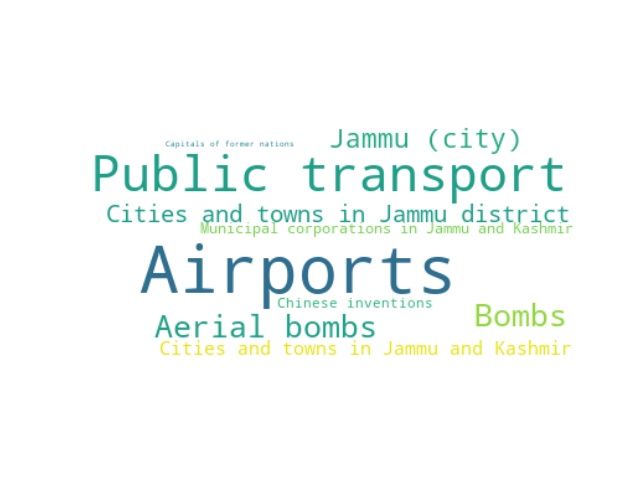 Capitals of former nations
Jammu (city)
Public transport
Cities and towns in Jammu district
Municipal corporations in Jammu and Kashmir
Airports
Chinese inventions
Bombs
Aerial bombs
Cities and towns in Jammu and Kashmir